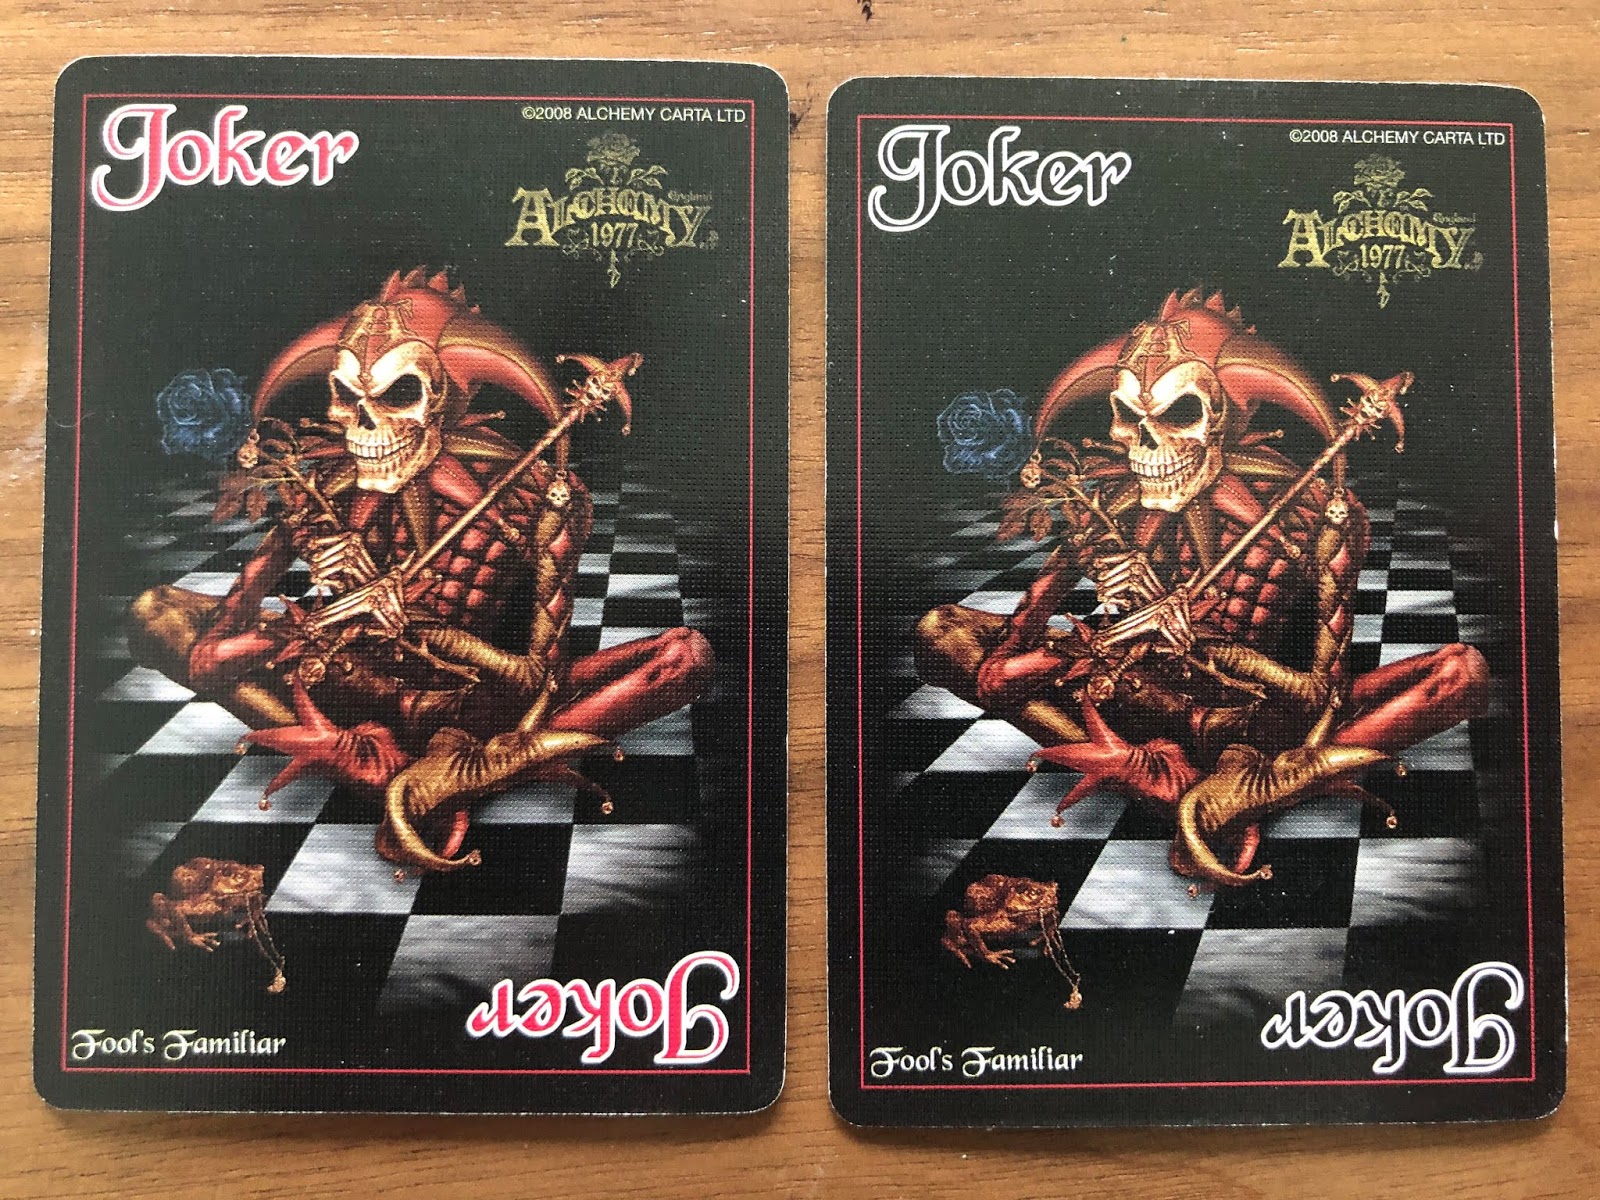 Joker
©2008 ALCHEMY CARTA LTD
England
ALCHEMY
1977
Fool's Familiar
Joker
Joker
©2008 ALCHEMY CARTA LTD
England
ALCHEMY
1977
Fool's Familiar
Joker